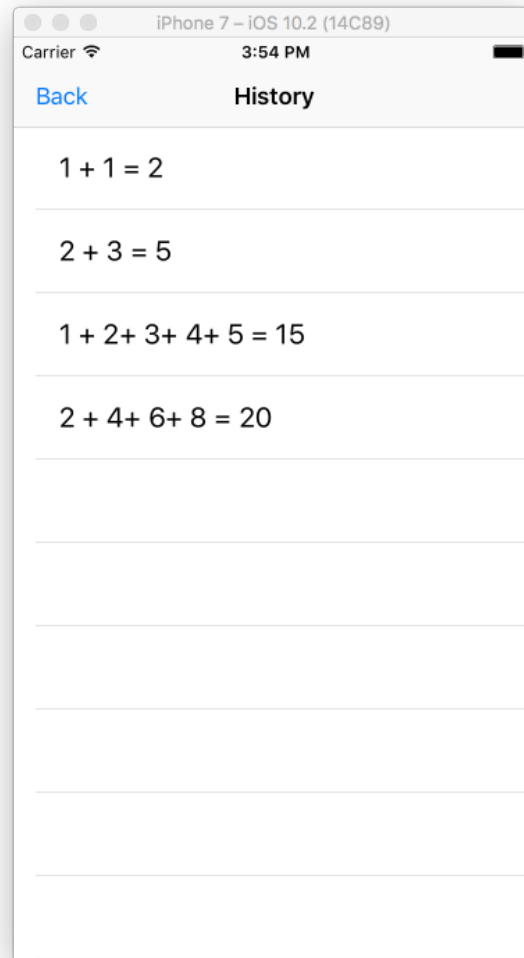 iPhone 7 – iOS 10.2 (14C89)
Carrier 3:54 PM
Back History
1 + 1 = 2
2 + 3 = 5
1 + 2+ 3+ 4+ 5 = 15
2 + 4+ 6+ 8 = 20